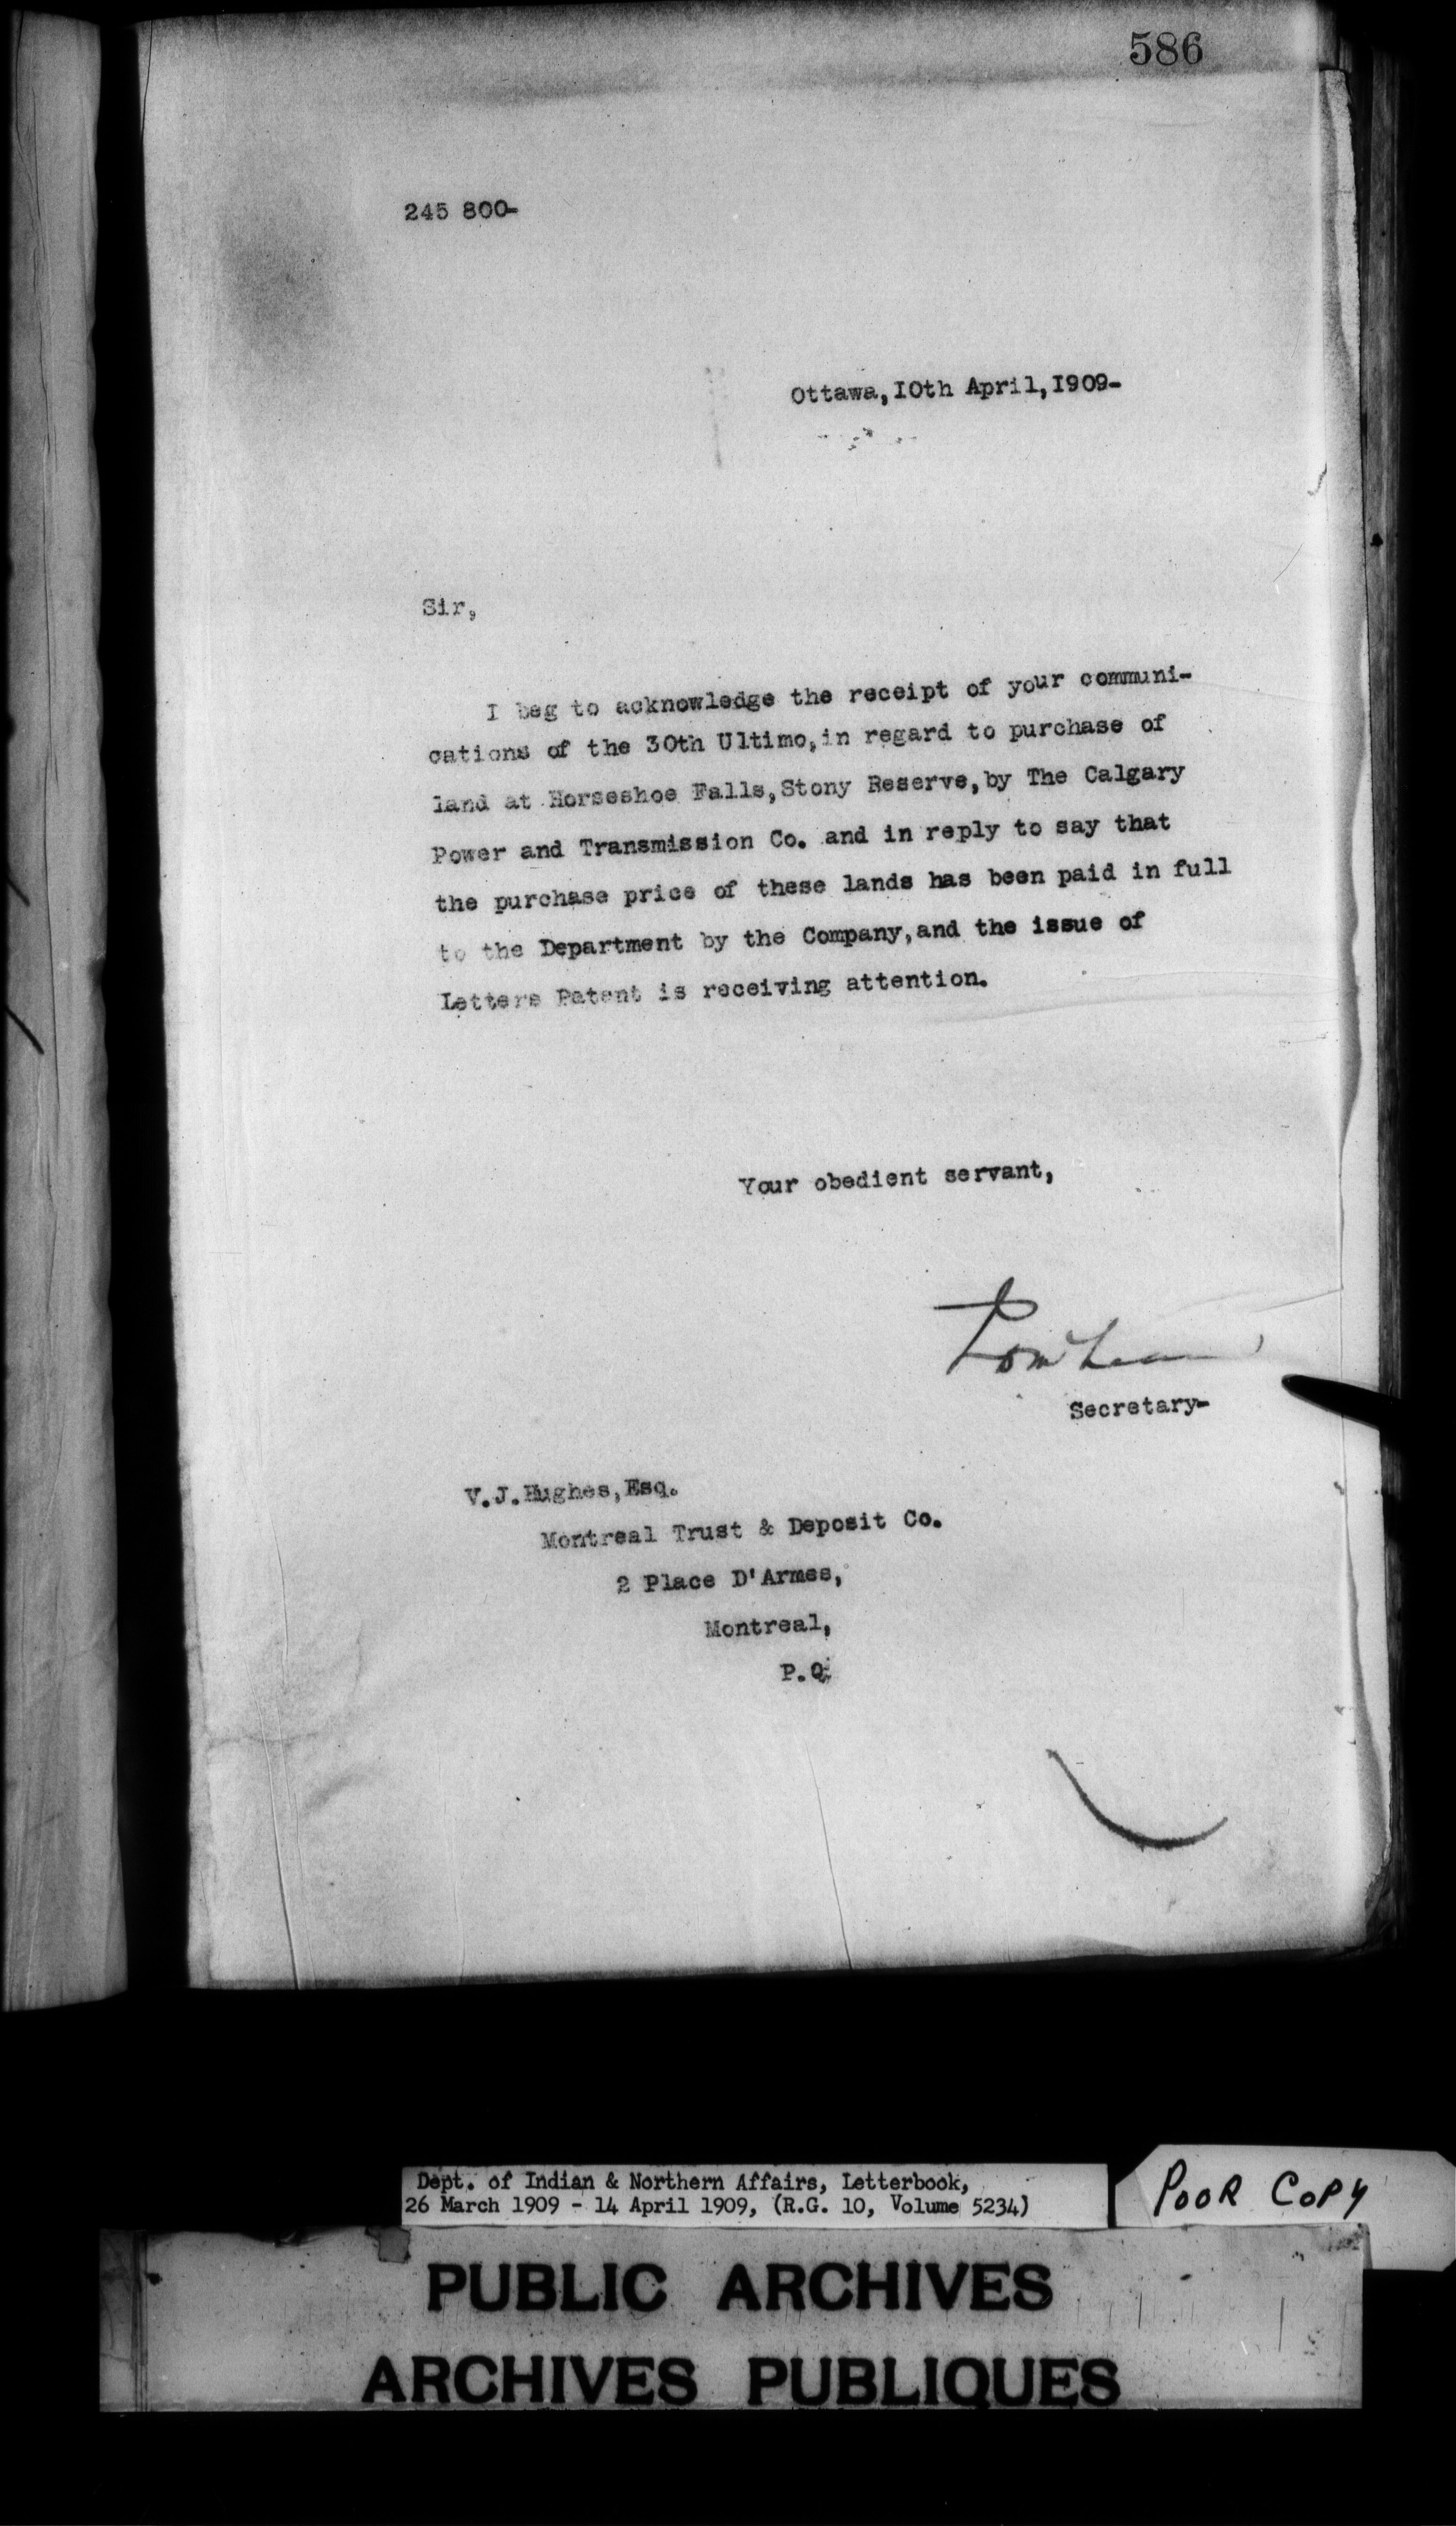 586
245 800-
Ottawa,IOth April,I909-
Sir,
I beg to acknowledge the receipt of your communi-
cations of the 30th Ultimo,in regard to purchase of
land at Horseshoe Falls,Stony Reserve,by The Calgary
Power and Transmission Co. and in reply to say that
the purchase price of these lands has been paid in full
to the Department by the Company,and the issue of
Letters Patent is receiving attention.
Your obedient servant,
Secretary-
V.J.Hughes,Esq.
Montreal Trust & Deposit Co.
2 Place D'Armes,
Montreal,
P.Q.
Dept. of Indian & Northern Affairs, Letterbook,
26 March 1909 - 14 April 1909, (R.G. 10, Volume 5234)
POOR COPY
PUBLIC ARCHIVES
ARCHIVES PUBLIQUES